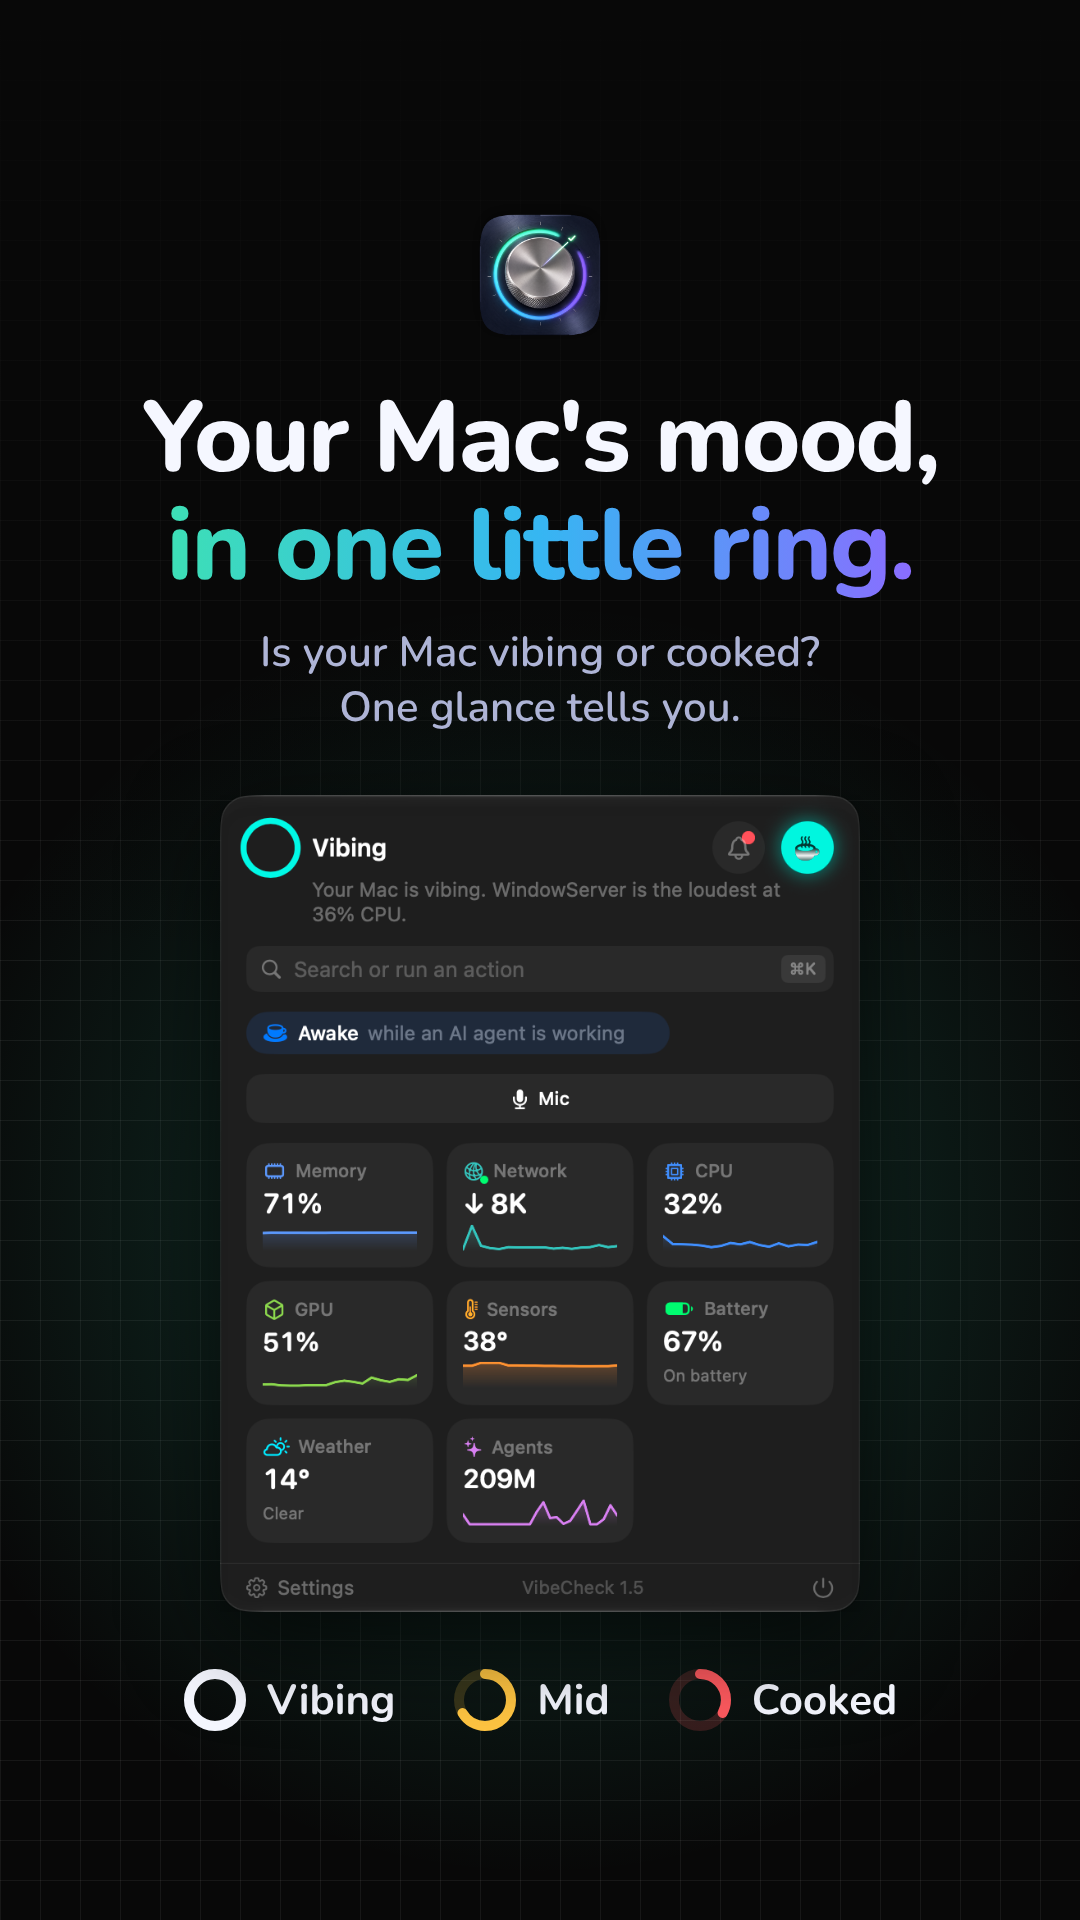 Your Mac's mood,
in one little ring.
Is your Mac vibing or cooked?
One glance tells you.
Vibing
Your Mac is vibing. WindowServer is the loudest at
36% CPU.
Search or run an action
⌘K
Awake while an AI agent is working
Mic
Memory
71%
Network
↓ 8K
CPU
32%
GPU
51%
Sensors
38°
Battery
67%
On battery
Weather
14°
Clear
Agents
209M
Settings
VibeCheck 1.5
Vibing
Mid
Cooked